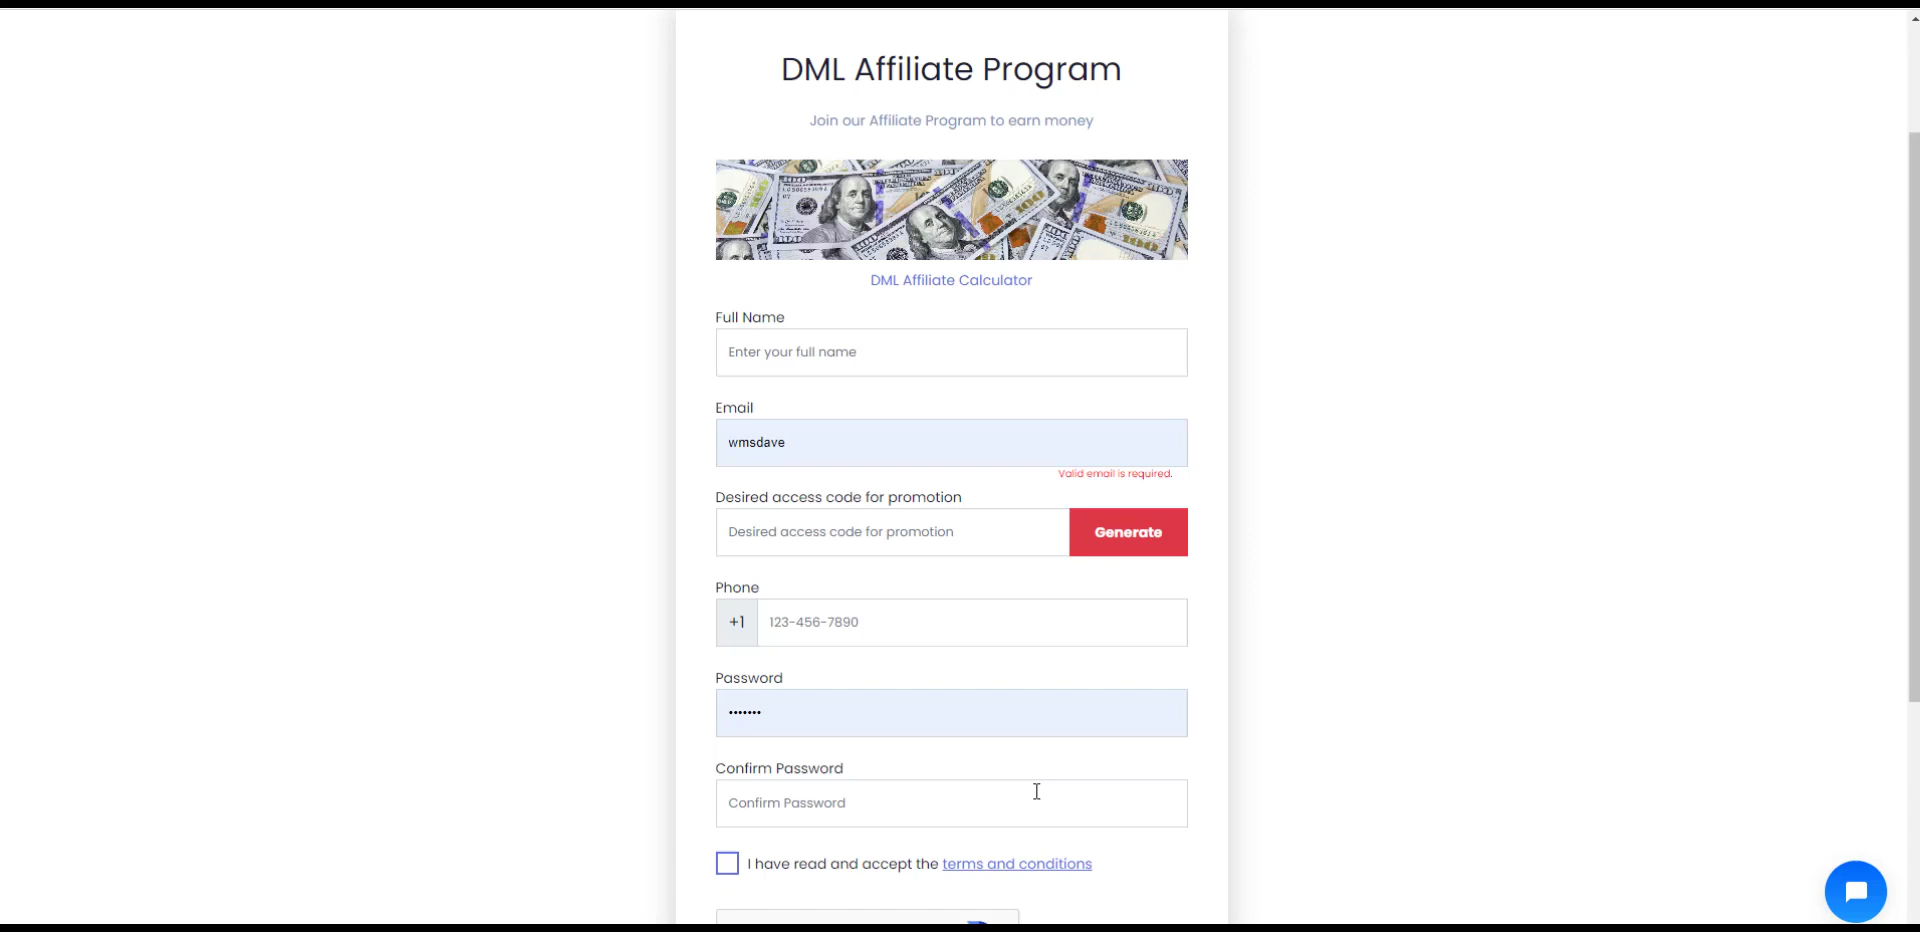 DML Affiliate Program
Join our Affiliate Program to earn money
DML Affiliate Calculator
Full Name
Enter your full name
Email
wmsdave
Valid email is required.
Desired access code for promotion
Desired access code for promotion
Generate
Phone
+1
123-456-7890
Password
•••••••
Confirm Password
Confirm Password
I have read and accept the terms and conditions